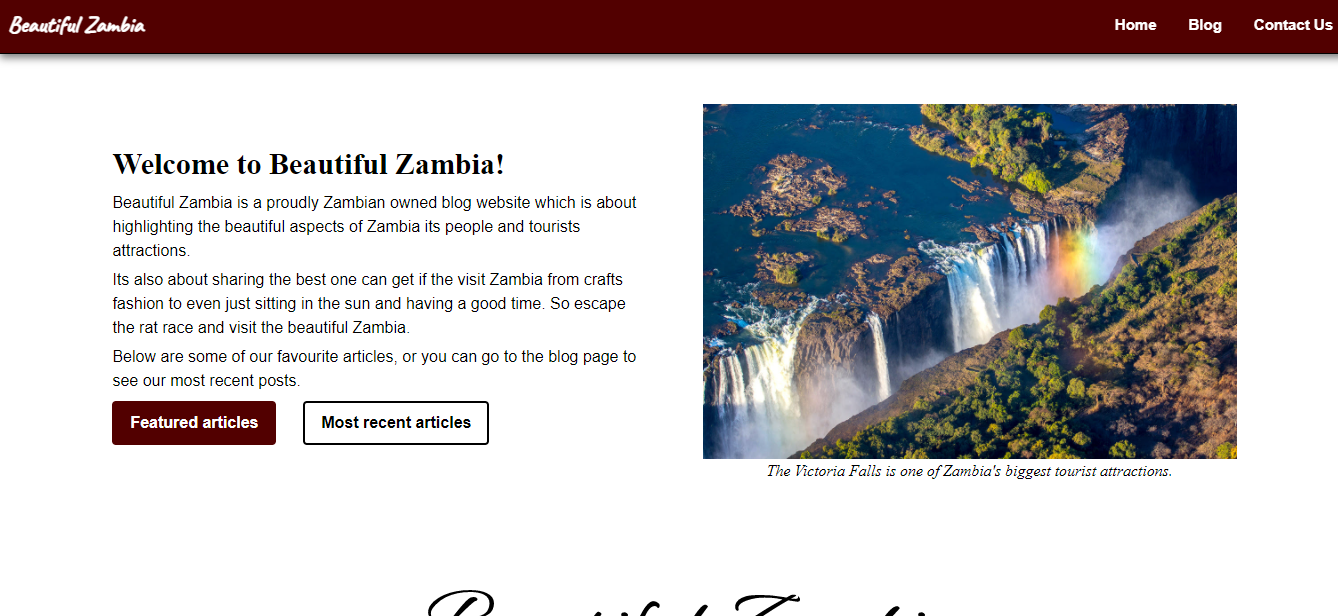 Beautiful Zambia
Home Blog Contact Us
Welcome to Beautiful Zambia!
Beautiful Zambia is a proudly Zambian owned blog website which is about
highlighting the beautiful aspects of Zambia its people and tourists
attractions.
Its also about sharing the best one can get if the visit Zambia from crafts
fashion to even just sitting in the sun and having a good time. So escape
the rat race and visit the beautiful Zambia.
Below are some of our favourite articles, or you can go to the blog page to
see our most recent posts.
Featured articles Most recent articles
The Victoria Falls is one of Zambia's biggest tourist attractions.
Beautiful Zambia